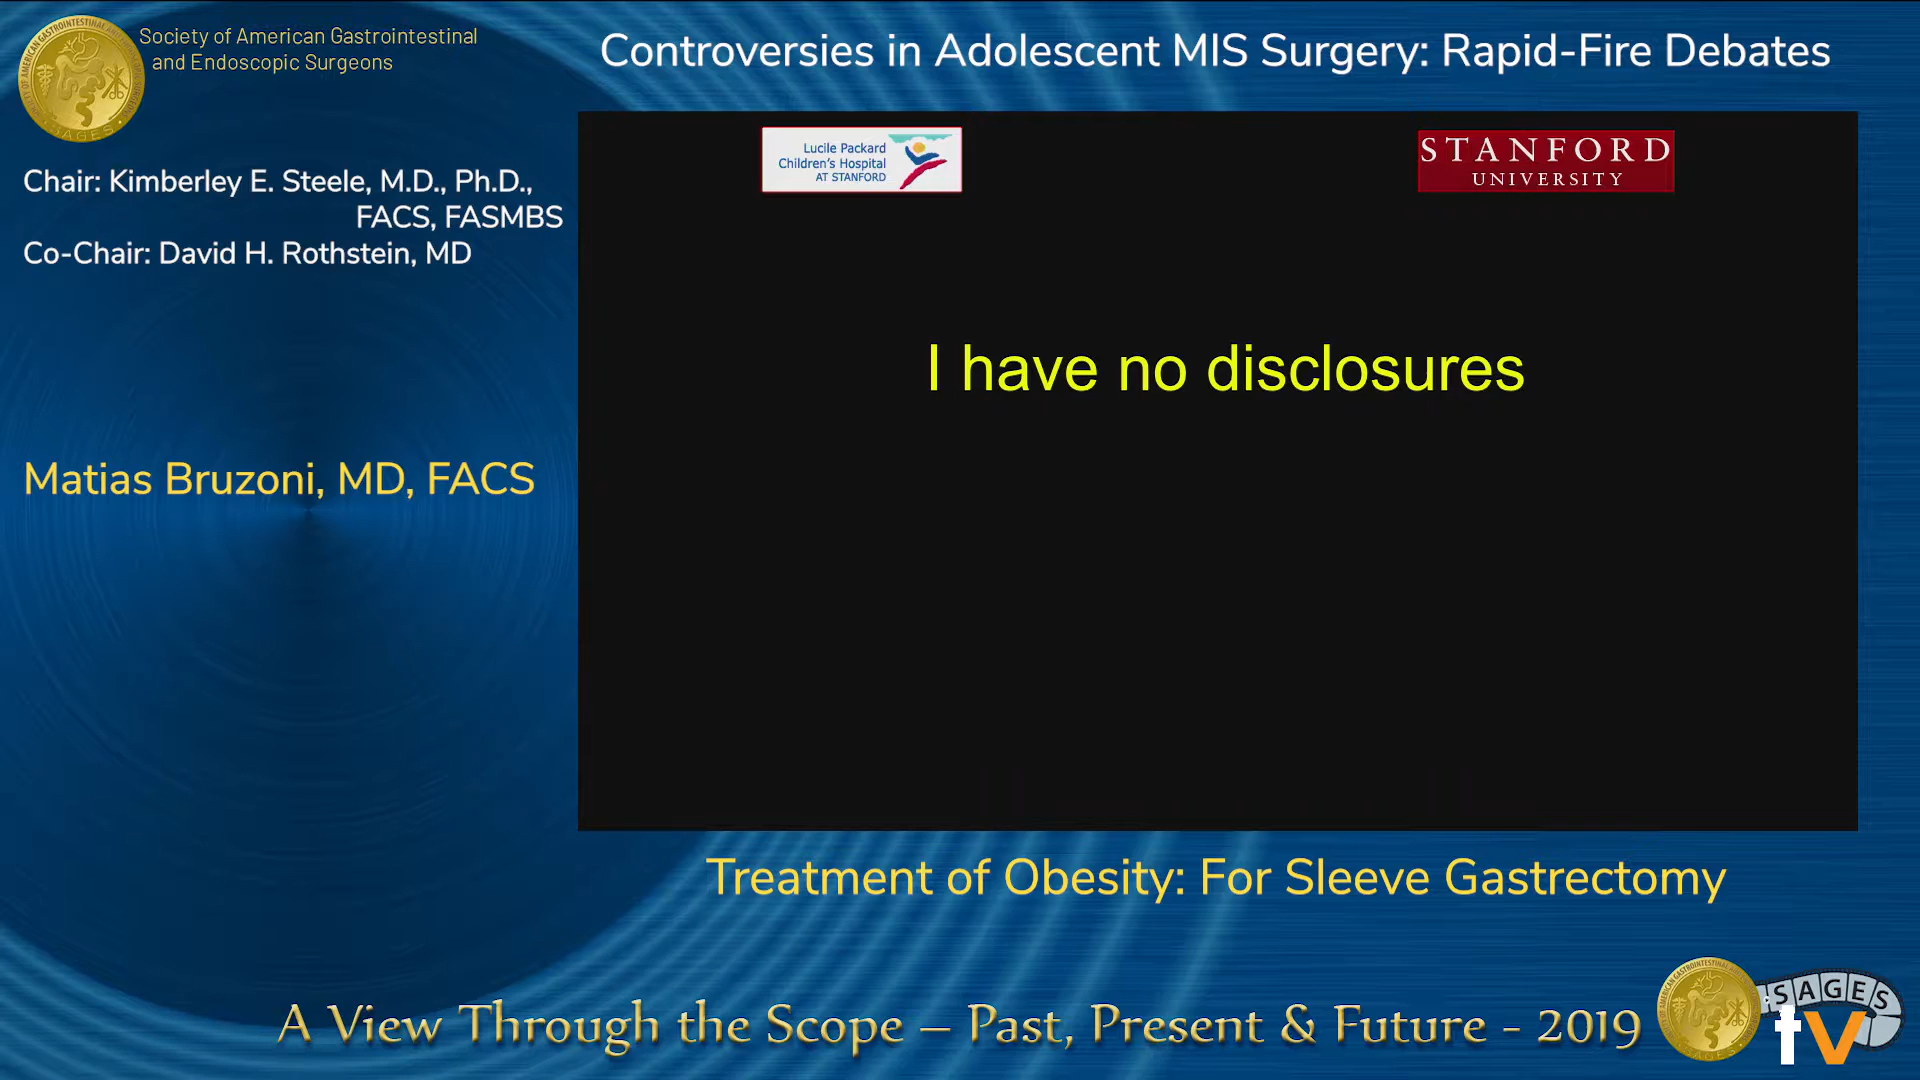 Society of American Gastrointestinal
and Endoscopic Surgeons
Controversies in Adolescent MIS Surgery: Rapid-Fire Debates
Chair: Kimberley E. Steele, M.D., Ph.D.,
FACS, FASMBS
Co-Chair: David H. Rothstein, MD
Matias Bruzoni, MD, FACS
Lucile Packard
Children's Hospital
AT STANFORD
STANFORD
UNIVERSITY
I have no disclosures
Treatment of Obesity: For Sleeve Gastrectomy
A View Through the Scope – Past, Present & Future - 2019
SAGES
tv